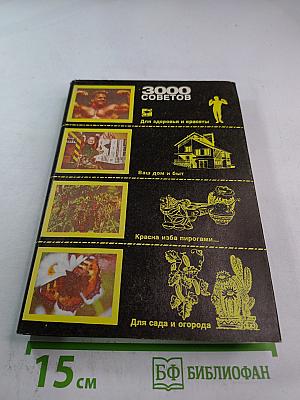 3000
СОВЕТОВ
Для здоровья и красоты
Ваш дом и быт
Красна изба пирогами...
Для сада и огорода
15 см
БФ БИБЛИОФАН